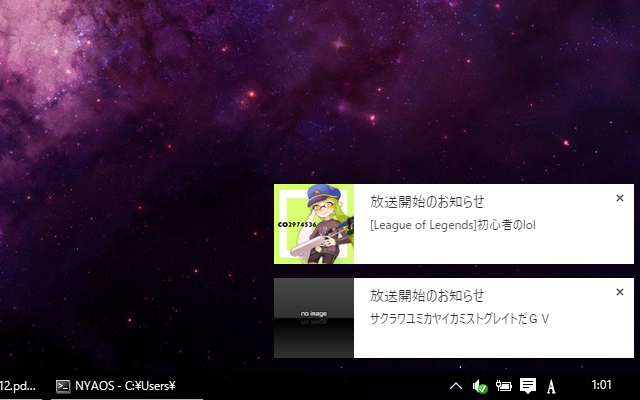 放送開始のお知らせ
[League of Legends]初心者のlol
CO2974536
放送開始のお知らせ
サクラワユミカヤイカミストグレイトだＧＶ
no image
12.pd...
NYAOS - C:¥Users¥
A
1:01